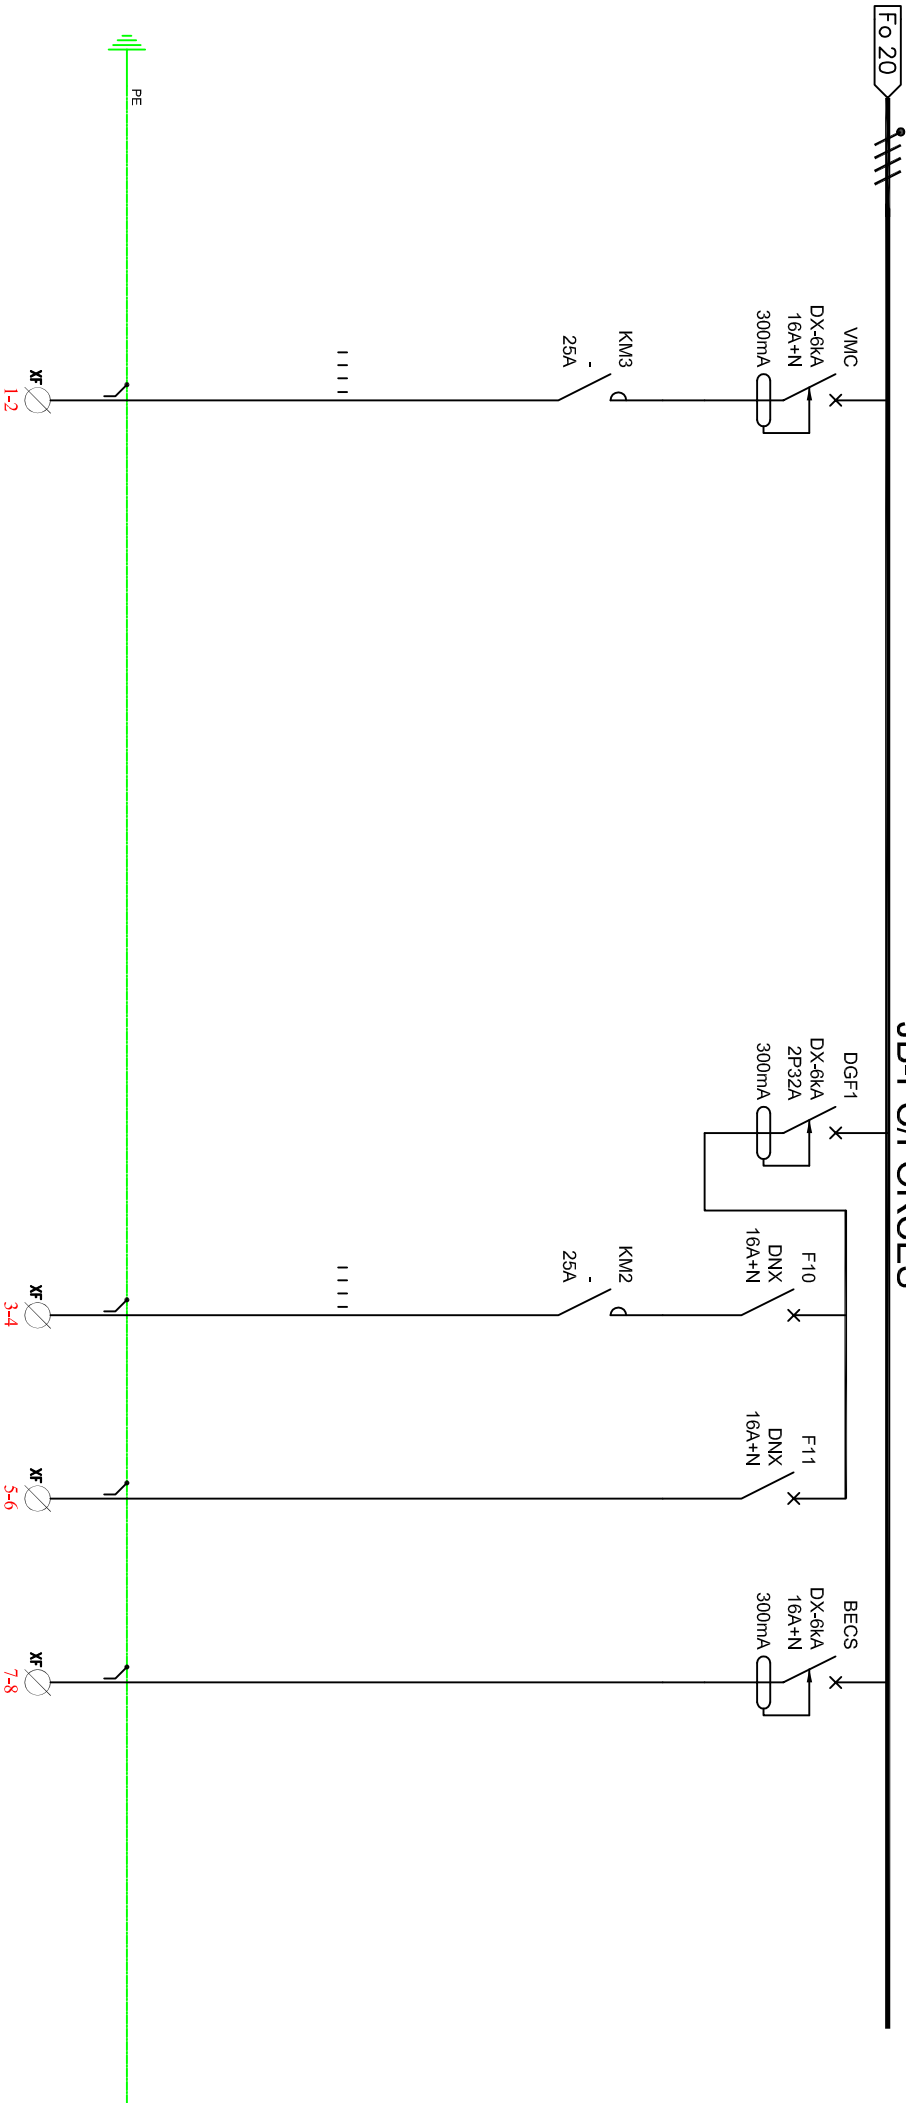 Fo 20
PE
VMC
DX-6kA
16A+N
300mA
KM3
-
25A
XF
1-2
DGF1
DX-6kA
2P32A
300mA
F10
DNX
16A+N
KM2
-
25A
XF
3-4
F11
DNX
16A+N
XF
5-6
BECS
DX-6kA
16A+N
300mA
XF
7-8